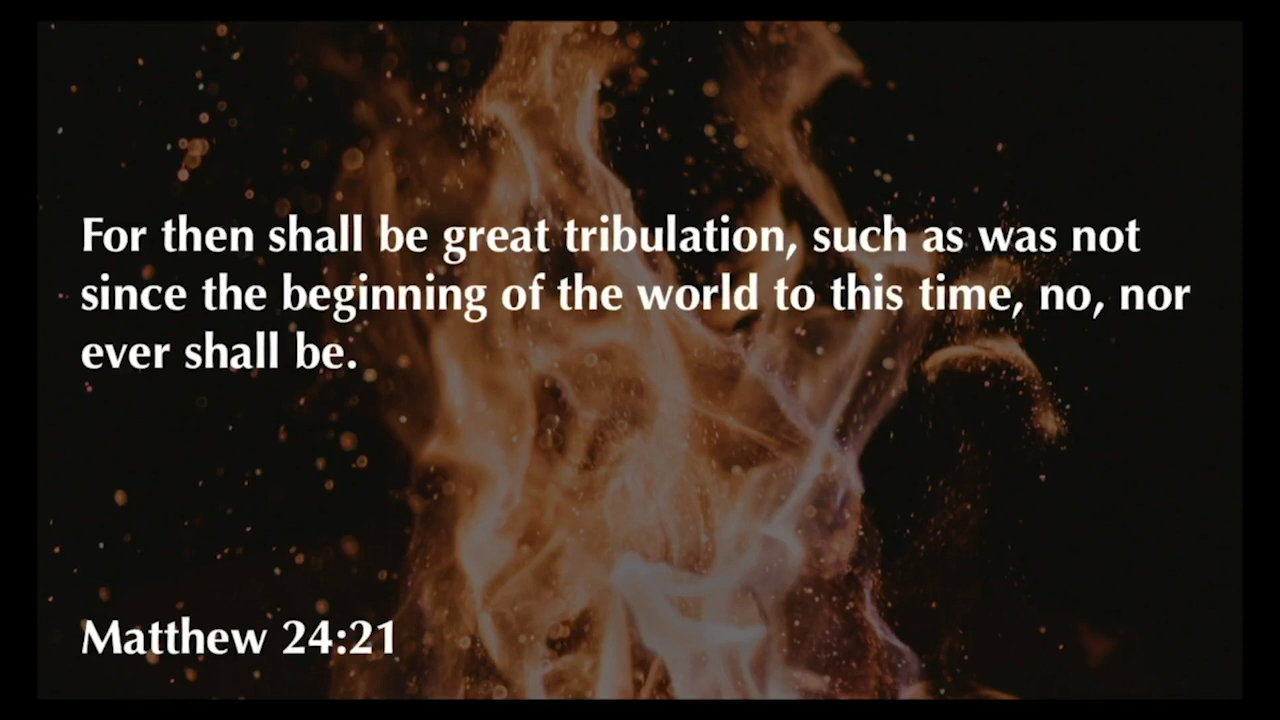 For then shall be great tribulation, such as was not
since the beginning of the world to this time, no, nor
ever shall be.
Matthew 24:21